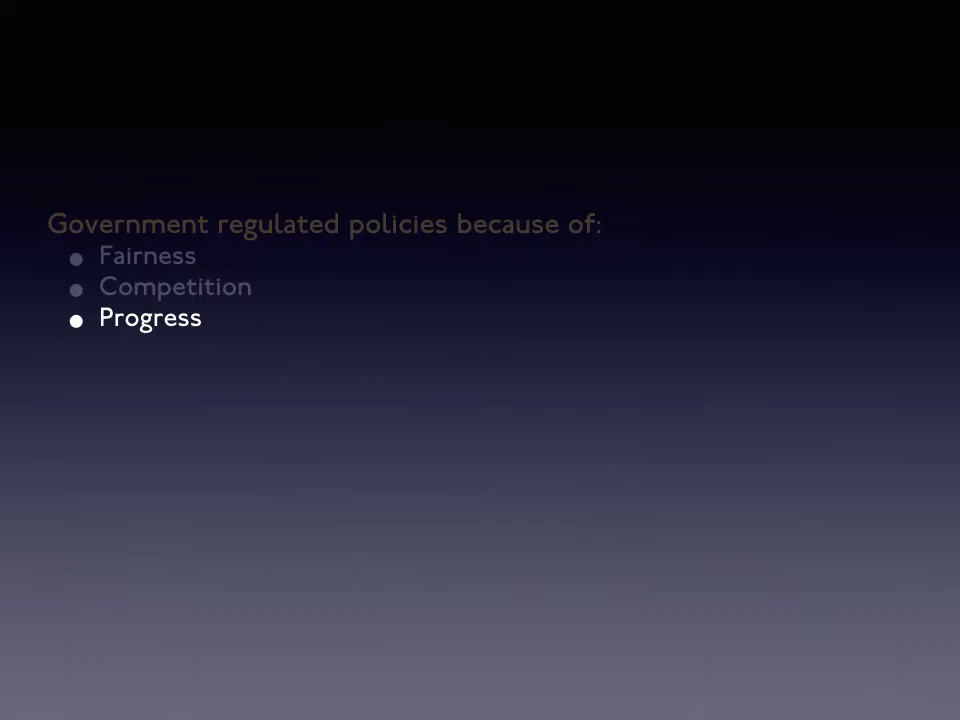 Government regulated policies because of:
• Fairness
• Competition
• Progress